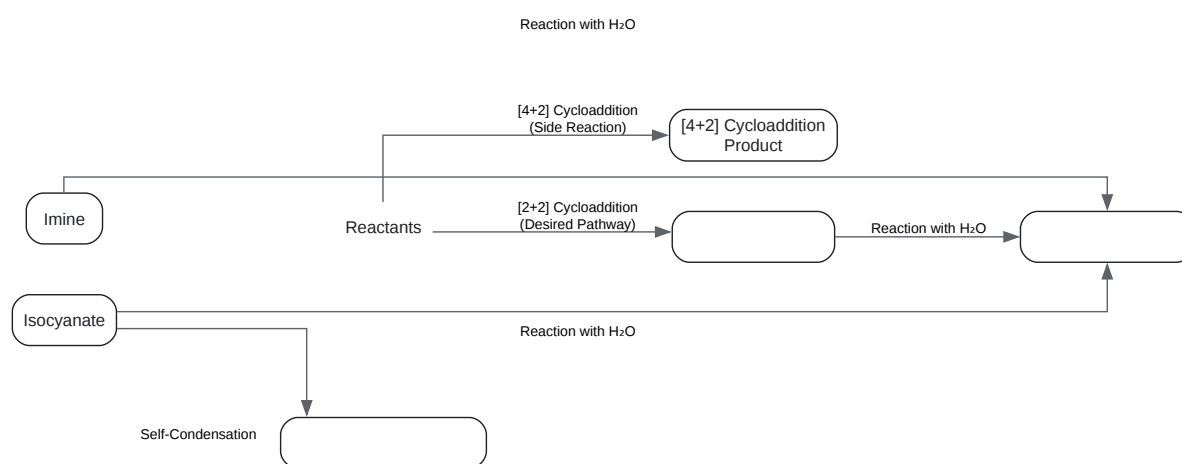 Reaction with H₂O
[4+2] Cycloaddition
(Side Reaction)
[4+2] Cycloaddition
Product
Imine
Reactants
[2+2] Cycloaddition
(Desired Pathway)
Reaction with H₂O
Isocyanate
Reaction with H₂O
Self-Condensation